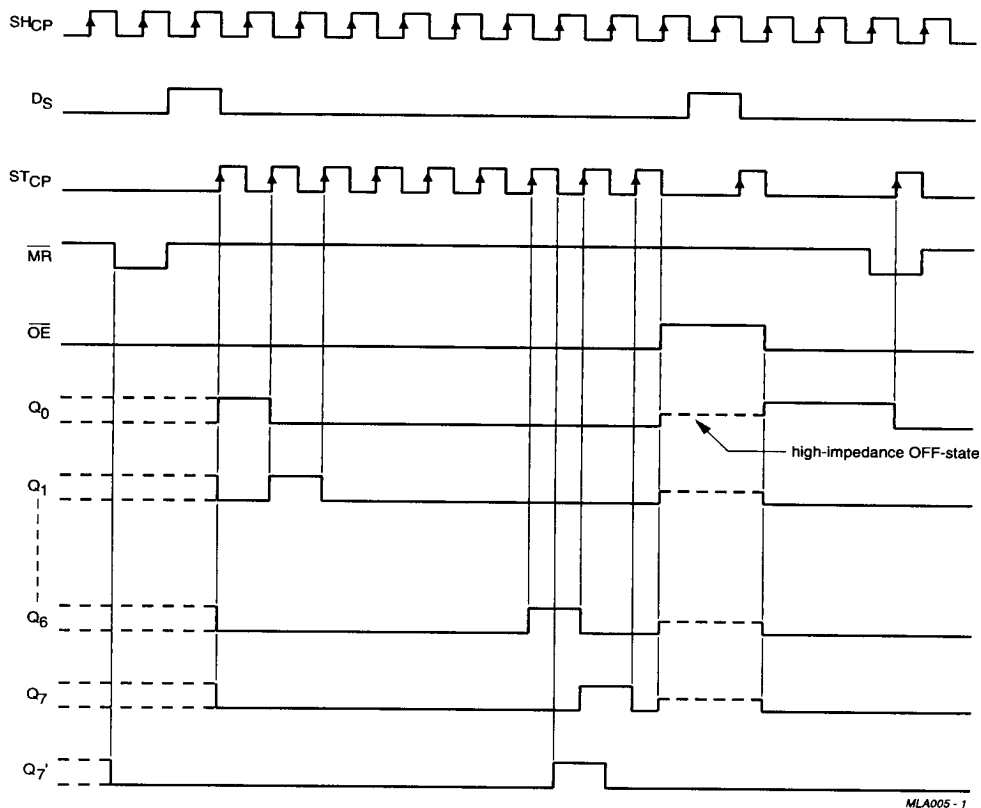 SHCP
DS
STCP
MR
OE
Q0
high-impedance OFF-state
Q1
Q6
Q7
Q7'
MLA005 - 1